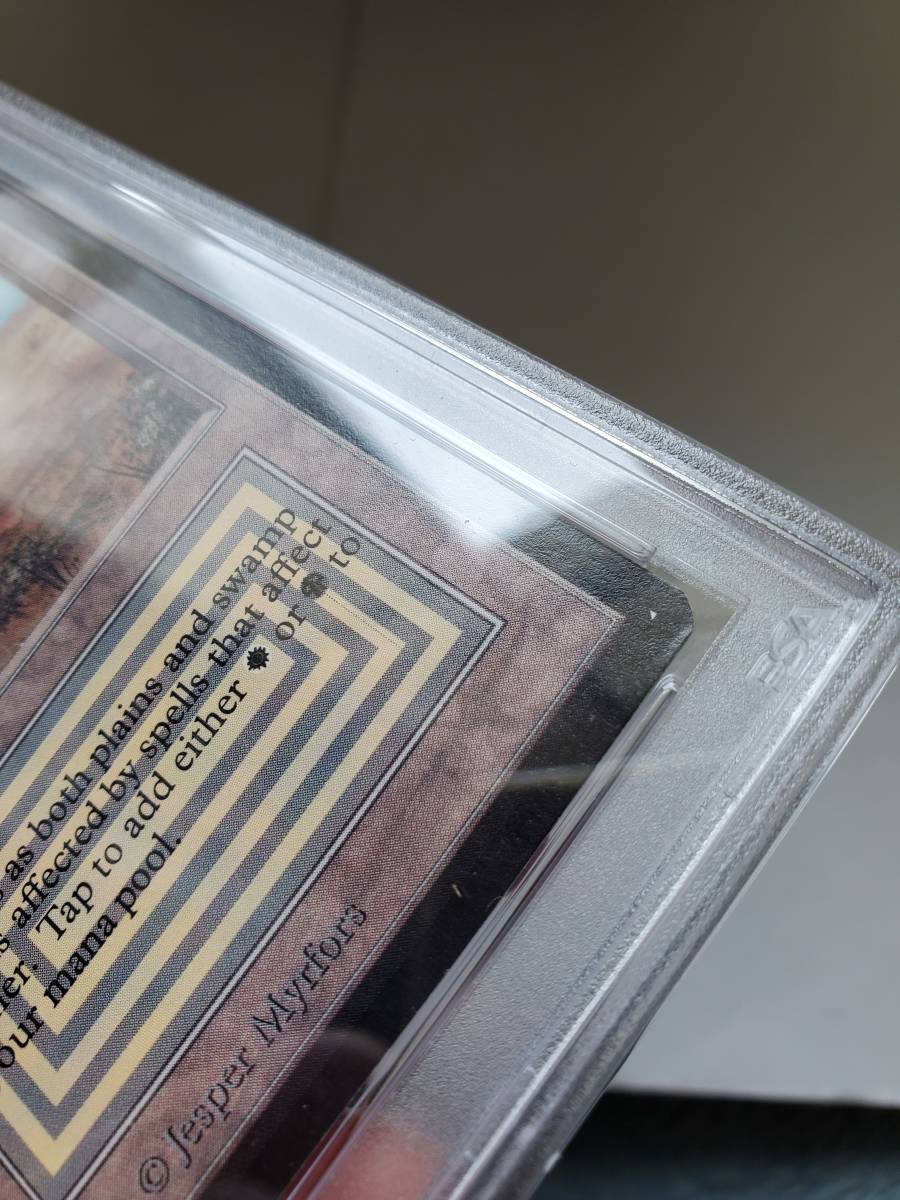 as both plains and swamp
affected by spells that affect
Tap to add either or to
our mana pool.
© Jesper Myrfors
PSA